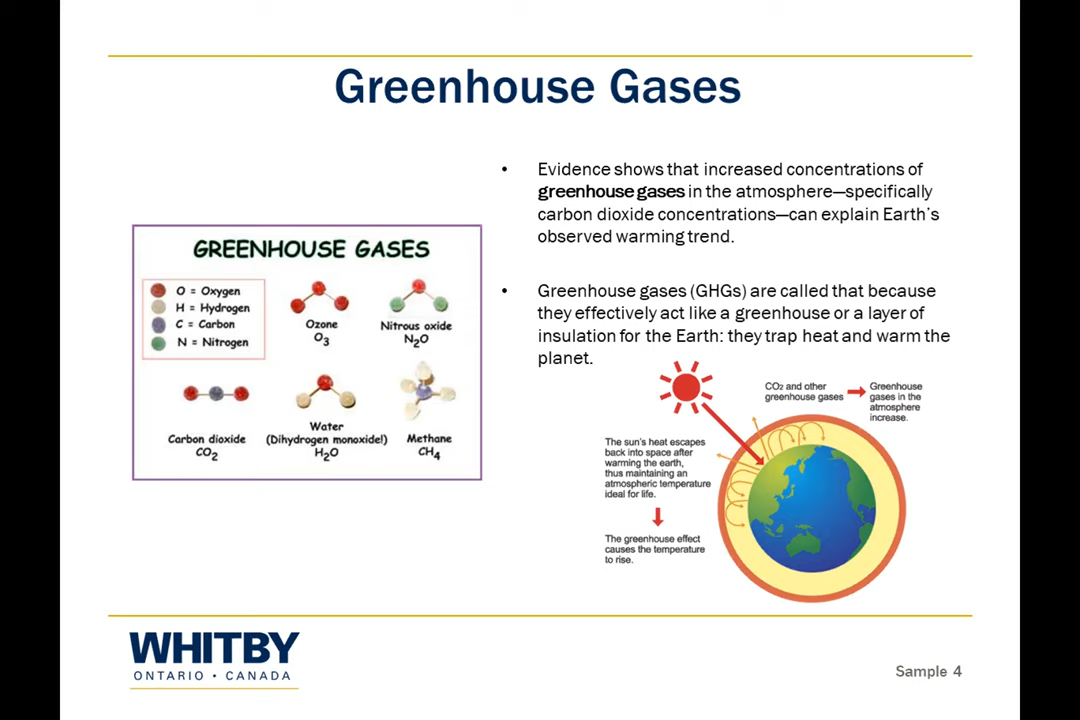 Greenhouse Gases
• Evidence shows that increased concentrations of
greenhouse gases in the atmosphere—specifically
carbon dioxide concentrations—can explain Earth's
observed warming trend.
• Greenhouse gases (GHGs) are called that because
they effectively act like a greenhouse or a layer of
insulation for the Earth: they trap heat and warm the
planet.
GREENHOUSE GASES
O = Oxygen
H = Hydrogen
C = Carbon
N = Nitrogen
Ozone
O3
Nitrous oxide
N2O
Carbon dioxide
CO2
Water
(Dihydrogen monoxide!)
H2O
Methane
CH4
CO2 and other
greenhouse gases
Greenhouse
gases in the
atmosphere
increase.
The sun's heat escapes
back into space after
warming the earth,
thus maintaining an
atmospheric temperature
ideal for life.
The greenhouse effect
causes the temperature
to rise.
WHITBY
ONTARIO • CANADA
Sample 4